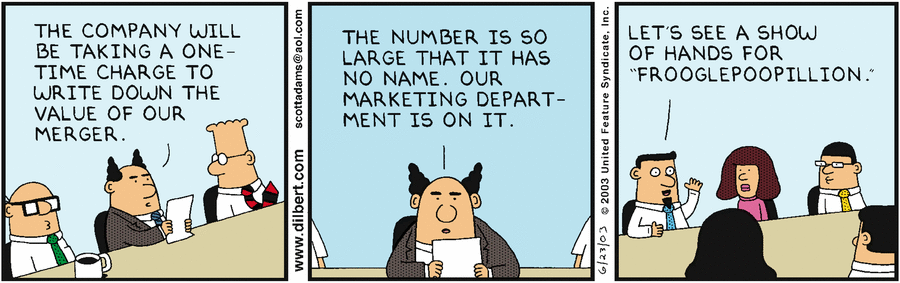 THE COMPANY WILL
BE TAKING A ONE-
TIME CHARGE TO
WRITE DOWN THE
VALUE OF OUR
MERGER.
www.dilbert.com scottadams@aol.com
THE NUMBER IS SO
LARGE THAT IT HAS
NO NAME. OUR
MARKETING DEPART-
MENT IS ON IT.
6/23/03 © 2003 United Feature Syndicate, Inc.
LET'S SEE A SHOW
OF HANDS FOR
"FROOGLEPOOPILLION."